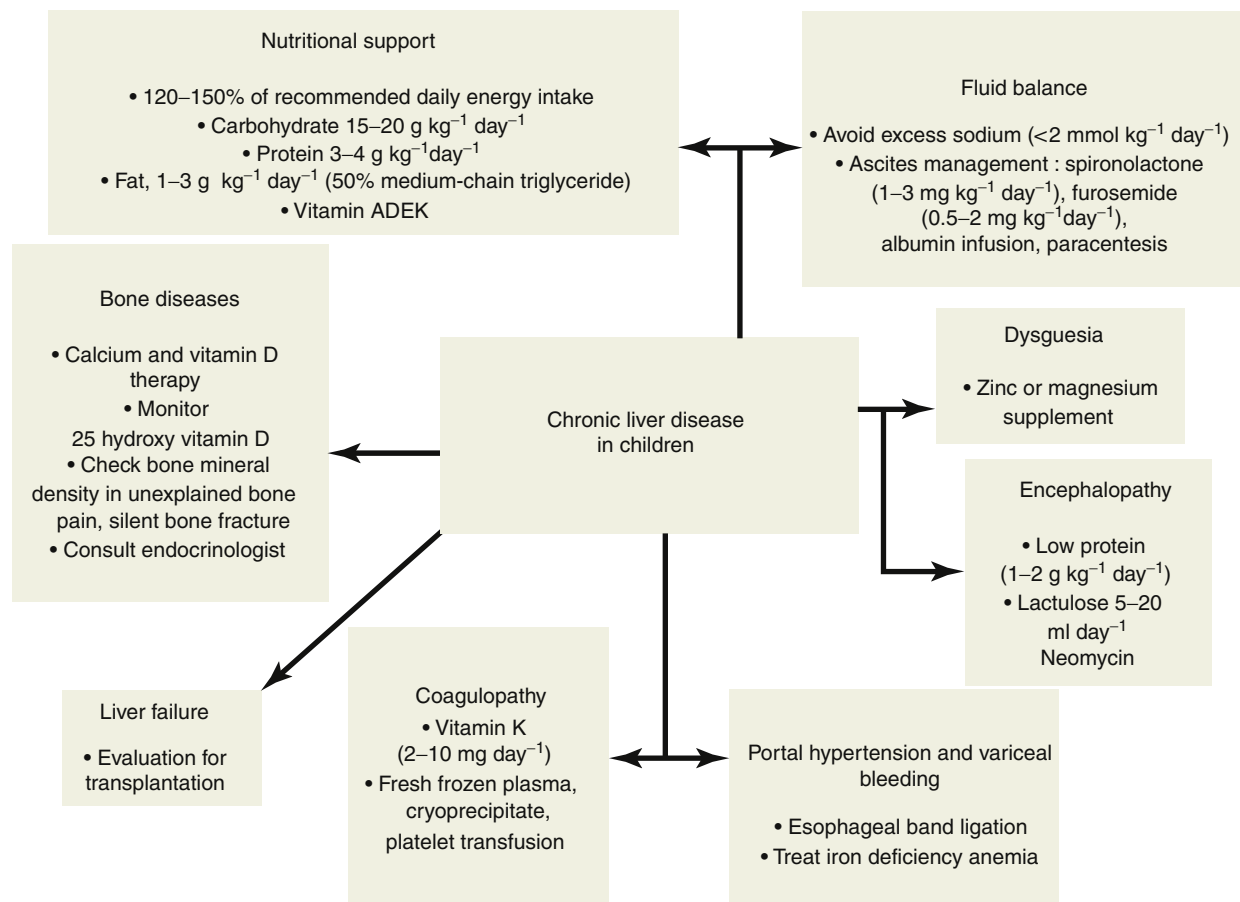 Nutritional support
• 120–150% of recommended daily energy intake
• Carbohydrate 15–20 g kg⁻¹ day⁻¹
• Protein 3–4 g kg⁻¹day⁻¹
• Fat, 1–3 g kg⁻¹ day⁻¹ (50% medium-chain triglyceride)
• Vitamin ADEK
Fluid balance
• Avoid excess sodium (<2 mmol kg⁻¹ day⁻¹)
• Ascites management : spironolactone
(1–3 mg kg⁻¹ day⁻¹), furosemide
(0.5–2 mg kg⁻¹day⁻¹),
albumin infusion, paracentesis
Bone diseases
• Calcium and vitamin D
therapy
• Monitor
25 hydroxy vitamin D
• Check bone mineral
density in unexplained bone
pain, silent bone fracture
• Consult endocrinologist
Chronic liver disease
in children
Dysguesia
• Zinc or magnesium
supplement
Encephalopathy
• Low protein
(1–2 g kg⁻¹ day⁻¹)
• Lactulose 5–20
ml day⁻¹
Neomycin
Liver failure
• Evaluation for
transplantation
Coagulopathy
• Vitamin K
(2–10 mg day⁻¹)
• Fresh frozen plasma,
cryoprecipitate,
platelet transfusion
Portal hypertension and variceal
bleeding
• Esophageal band ligation
• Treat iron deficiency anemia